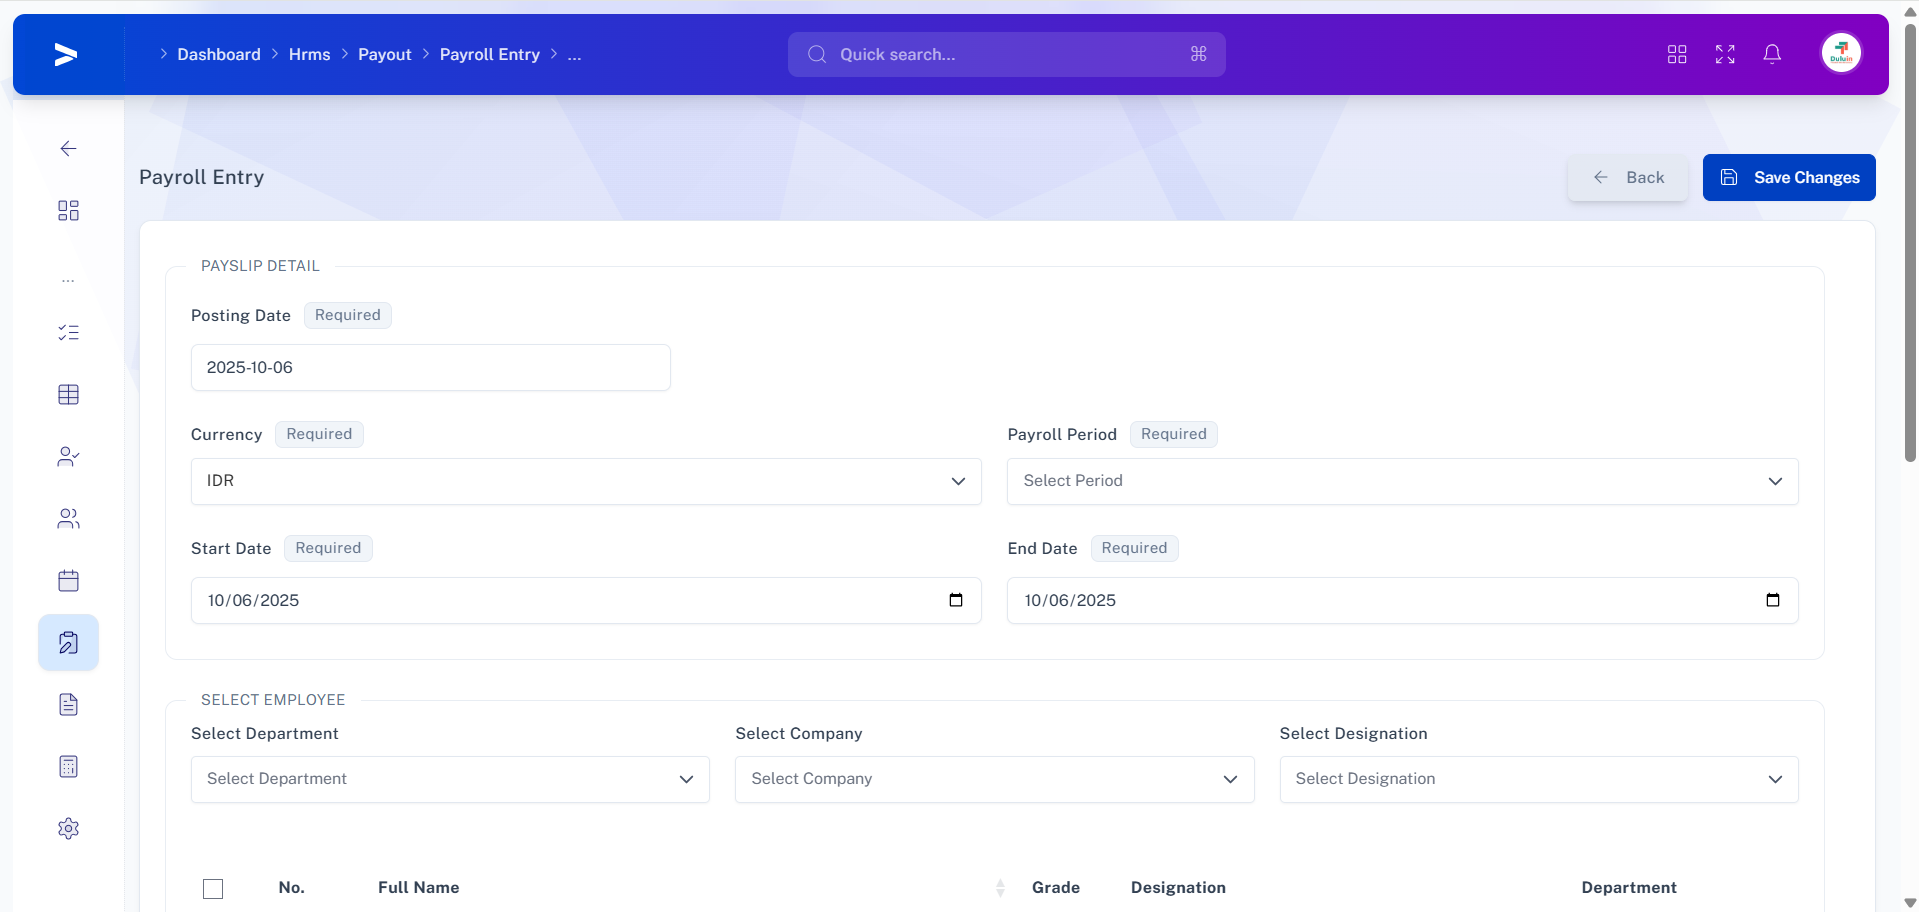 Dashboard Hrms Payout Payroll Entry ...
Quick search... ⌘
Duluin
Payroll Entry
Back
Save Changes
...
PAYSLIP DETAIL
Posting Date Required
2025-10-06
Currency Required
Payroll Period Required
IDR
Select Period
Start Date Required
End Date Required
10/06/2025
10/06/2025
SELECT EMPLOYEE
Select Department
Select Company
Select Designation
Select Department
Select Company
Select Designation
No. Full Name Grade Designation Department